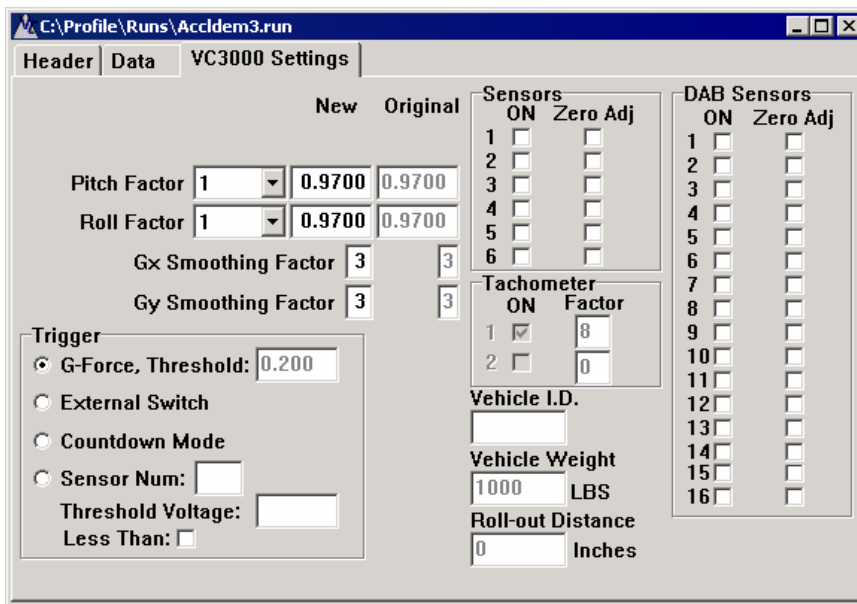 C:\Profile\Runs\Accldem3.run
Header Data VC3000 Settings
New Original
Pitch Factor 1 0.9700 0.9700
Roll Factor 1 0.9700 0.9700
Gx Smoothing Factor 3 3
Gy Smoothing Factor 3 3
Trigger
G-Force, Threshold: 0.200
External Switch
Countdown Mode
Sensor Num:
Threshold Voltage:
Less Than:
Sensors
ON Zero Adj
1
2
3
4
5
6
Tachometer
ON Factor
1 8
2 0
Vehicle I.D.
Vehicle Weight
1000 LBS
Roll-out Distance
0 Inches
DAB Sensors
ON Zero Adj
1
2
3
4
5
6
7
8
9
10
11
12
13
14
15
16